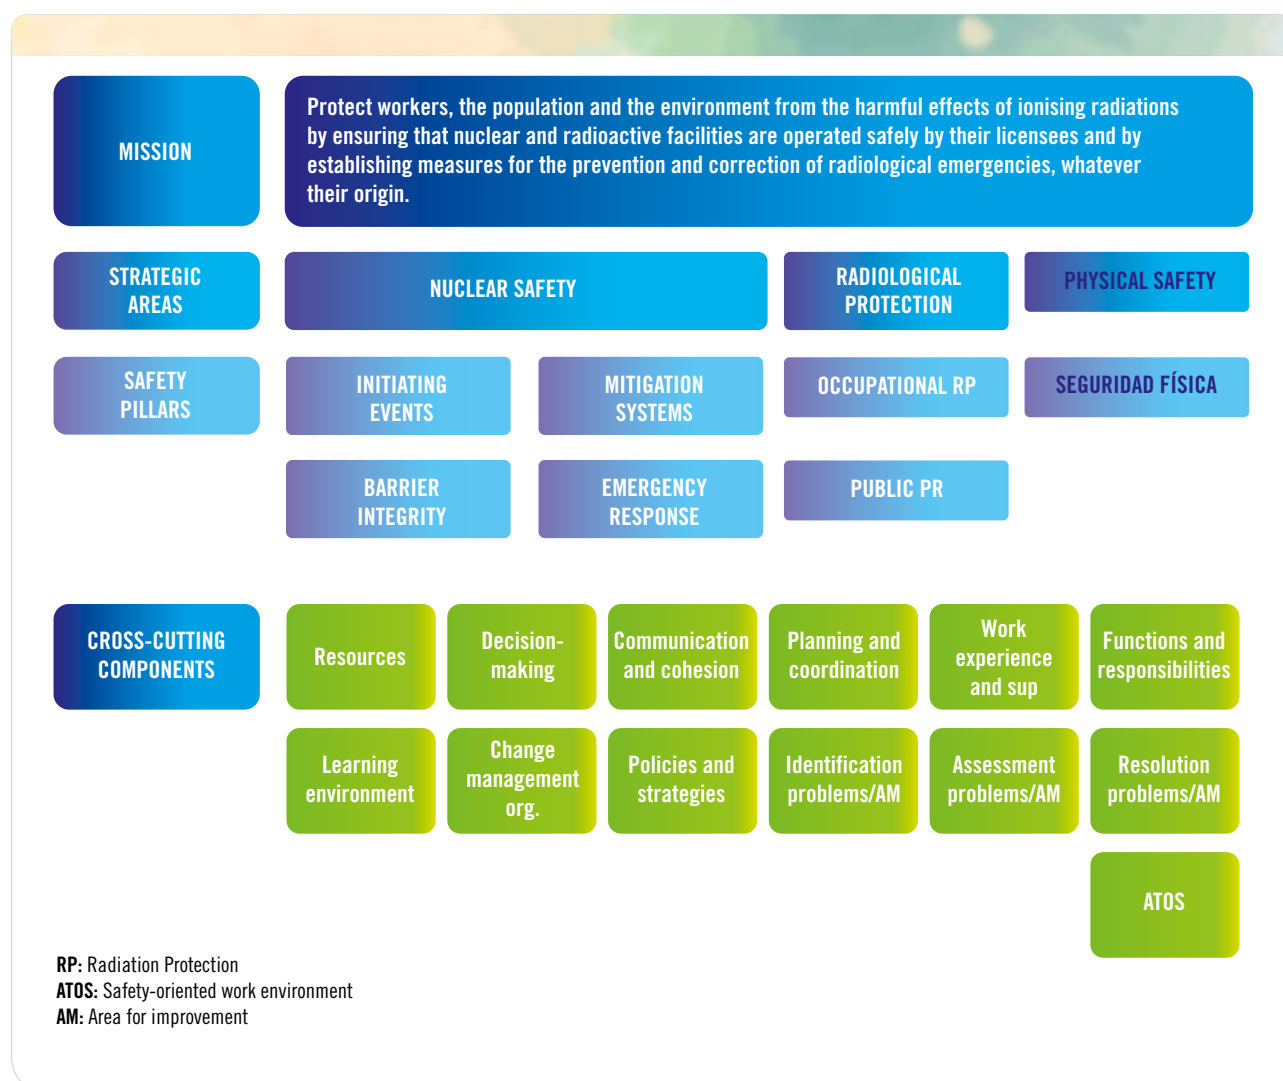 MISSION
Protect workers, the population and the environment from the harmful effects of ionising radiations
by ensuring that nuclear and radioactive facilities are operated safely by their licensees and by
establishing measures for the prevention and correction of radiological emergencies, whatever
their origin.
STRATEGIC
AREAS
NUCLEAR SAFETY
RADIOLOGICAL
PROTECTION
PHYSICAL SAFETY
SAFETY
PILLARS
INITIATING
EVENTS
MITIGATION
SYSTEMS
OCCUPATIONAL RP
SEGURIDAD FÍSICA
BARRIER
INTEGRITY
EMERGENCY
RESPONSE
PUBLIC PR
CROSS-CUTTING
COMPONENTS
Resources
Decision-
making
Communication
and cohesion
Planning and
coordination
Work
experience
and sup
Functions and
responsibilities
Learning
environment
Change
management
org.
Policies and
strategies
Identification
problems/AM
Assessment
problems/AM
Resolution
problems/AM
ATOS
RP: Radiation Protection
ATOS: Safety-oriented work environment
AM: Area for improvement